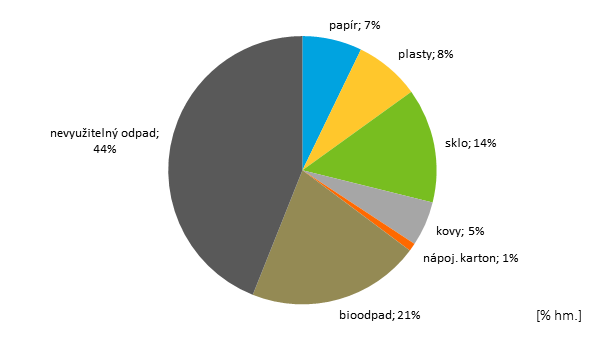 papír; 7%
plasty; 8%
sklo; 14%
kovy; 5%
nápoj. karton; 1%
bioodpad; 21%
nevyužitelný odpad;
44%
[% hm.]